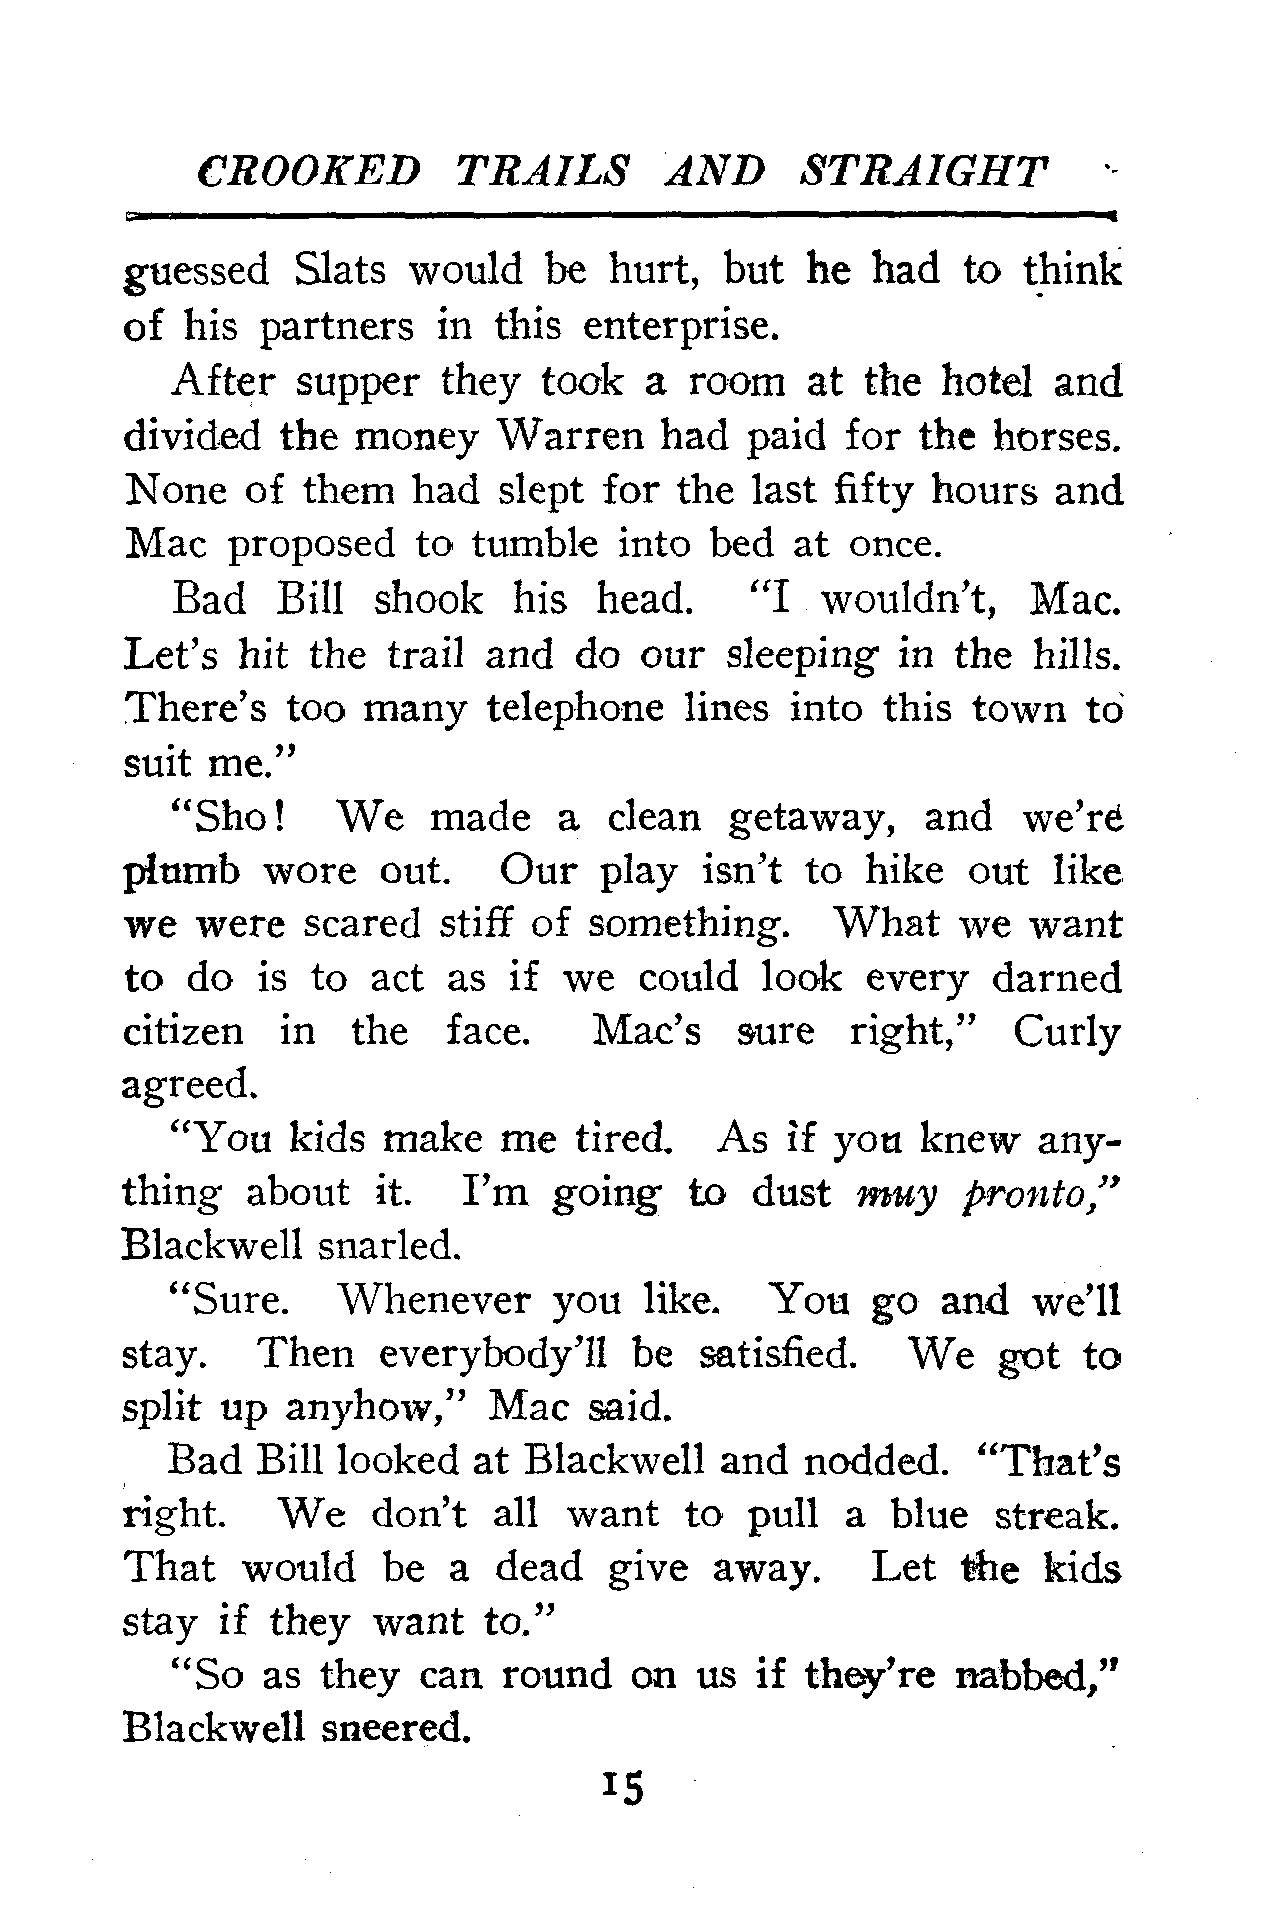 CROOKED TRAILS AND STRAIGHT
guessed Slats would be hurt, but he had to think
of his partners in this enterprise.
After supper they took a room at the hotel and
divided the money Warren had paid for the horses.
None of them had slept for the last fifty hours and
Mac proposed to tumble into bed at once.
Bad Bill shook his head. “I wouldn’t, Mac.
Let’s hit the trail and do our sleeping in the hills.
There’s too many telephone lines into this town to
suit me.”
“Sho! We made a clean getaway, and we’re
plumb wore out. Our play isn’t to hike out like
we were scared stiff of something. What we want
to do is to act as if we could look every darned
citizen in the face. Mac’s sure right,” Curly
agreed.
“You kids make me tired. As if you knew any-
thing about it. I’m going to dust muy pronto,”
Blackwell snarled.
“Sure. Whenever you like. You go and we’ll
stay. Then everybody’ll be satisfied. We got to
split up anyhow,” Mac said.
Bad Bill looked at Blackwell and nodded. “That’s
right. We don’t all want to pull a blue streak.
That would be a dead give away. Let the kids
stay if they want to.”
“So as they can round on us if they’re nabbed,”
Blackwell sneered.
15